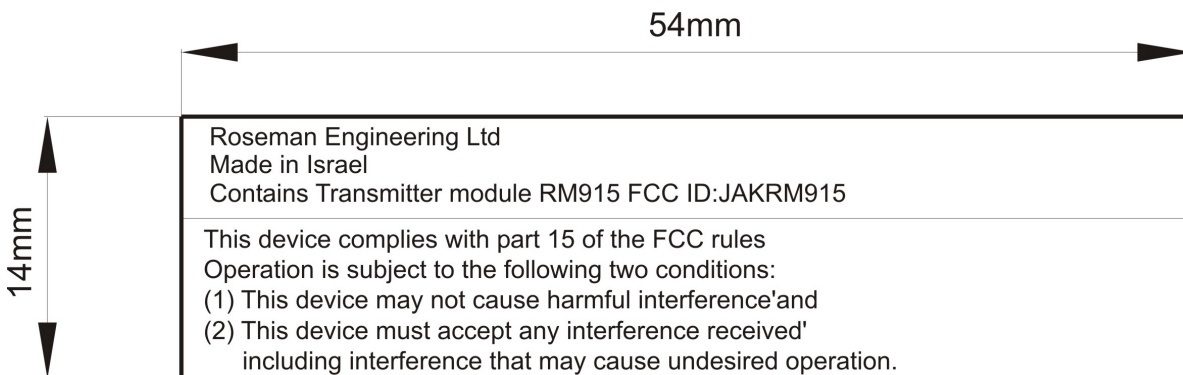 54mm
14mm
Roseman Engineering Ltd
Made in Israel
Contains Transmitter module RM915 FCC ID:JAKRM915
This device complies with part 15 of the FCC rules
Operation is subject to the following two conditions:
(1) This device may not cause harmful interference'and
(2) This device must accept any interference received'
including interference that may cause undesired operation.